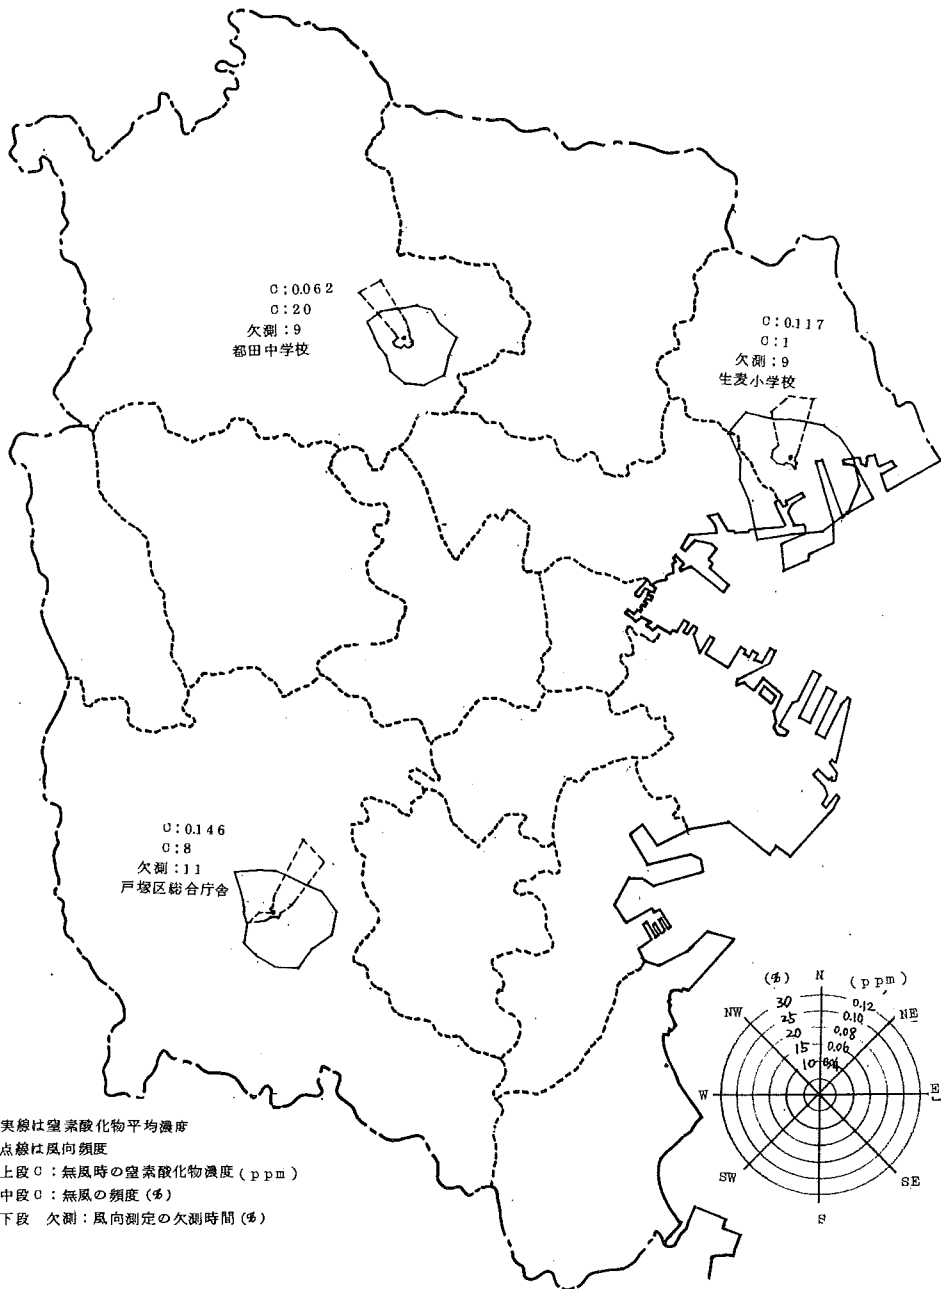 C:0.062
C:20
欠測:9
都田中学校
C:0.117
C:1
欠測:9
生麦小学校
C:0.146
C:8
欠測:11
戸塚区総合庁舎
(%) N (ppm)
30 0.12
NW 25 0.10 NE
20 0.08
15 0.06
10
W E
SW SE
S
実線は窒素酸化物平均濃度
点線は風向頻度
上段C:無風時の窒素酸化物濃度(ppm)
中段C:無風の頻度(%)
下段 欠測:風向測定の欠測時間(%)